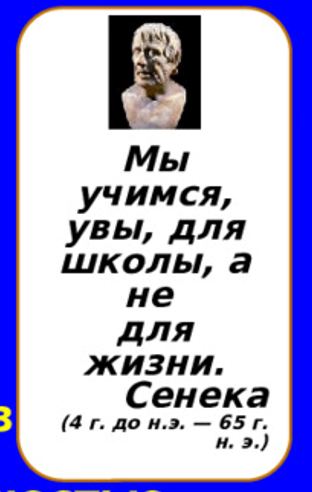 Мы
учимся,
увы, для
школы, а
не
для
жизни.
Сенека
(4 г. до н.э. — 65 г.
н. э.)
в